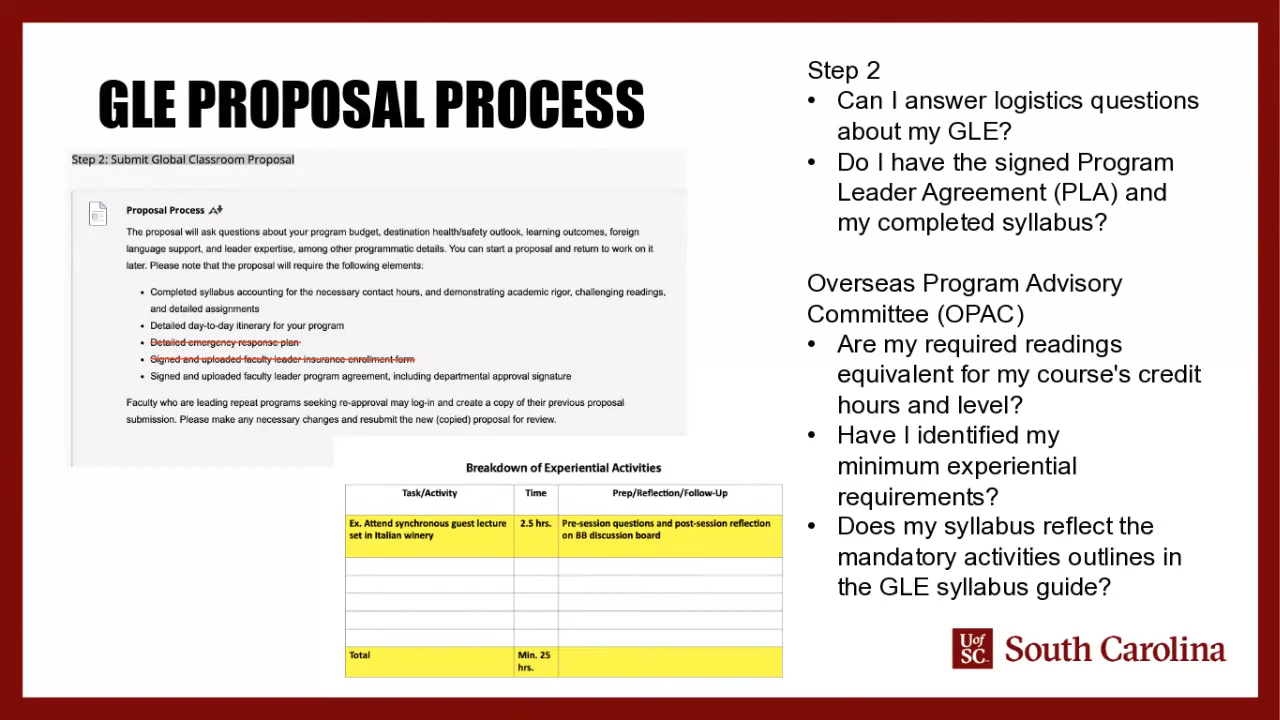 GLE PROPOSAL PROCESS
Step 2: Submit Global Classroom Proposal
Proposal Process
The proposal will ask questions about your program budget, destination health/safety outlook, learning outcomes, foreign
language support, and leader expertise, among other programmatic details. You can start a proposal and return to work on it
later. Please note that the proposal will require the following elements:
• Completed syllabus accounting for the necessary contact hours, and demonstrating academic rigor, challenging readings,
and detailed assignments
• Detailed day-to-day itinerary for your program
• Detailed emergency response plan
• Signed and uploaded faculty leader insurance enrollment form
• Signed and uploaded faculty leader program agreement, including departmental approval signature
Faculty who are leading repeat programs seeking re-approval may log-in and create a copy of their previous proposal
submission. Please make any necessary changes and resubmit the new (copied) proposal for review.
Breakdown of Experiential Activities
Task/Activity Time Prep/Reflection/Follow-Up
Ex. Attend synchronous guest lecture 2.5 hrs. Pre-session questions and post-session reflection
set in Italian winery on BB discussion board
Total Min. 25
hrs.
Step 2
• Can I answer logistics questions
about my GLE?
• Do I have the signed Program
Leader Agreement (PLA) and
my completed syllabus?
Overseas Program Advisory
Committee (OPAC)
• Are my required readings
equivalent for my course's credit
hours and level?
• Have I identified my
minimum experiential
requirements?
• Does my syllabus reflect the
mandatory activities outlines in
the GLE syllabus guide?
UofSC South Carolina